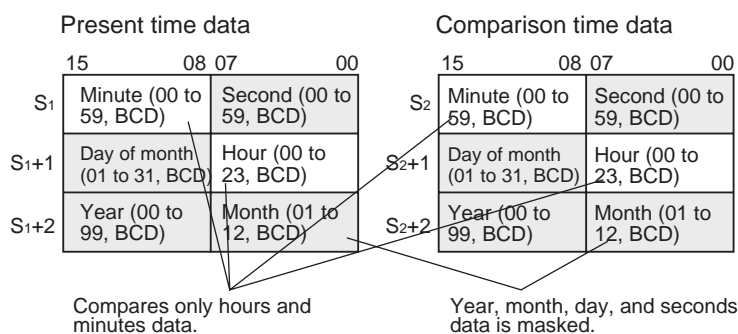 Present time data
Comparison time data
15 08 07 00
15 08 07 00
S1
Minute (00 to
59, BCD)
Second (00 to
59, BCD)
S1+1
Day of month
(01 to 31, BCD)
Hour (00 to
23, BCD)
S1+2
Year (00 to
99, BCD)
Month (01 to
12, BCD)
S2
Minute (00 to
59, BCD)
Second (00 to
59, BCD)
S2+1
Day of month
(01 to 31, BCD)
Hour (00 to
23, BCD)
S2+2
Year (00 to
99, BCD)
Month (01 to
12, BCD)
Compares only hours and
minutes data.
Year, month, day, and seconds
data is masked.